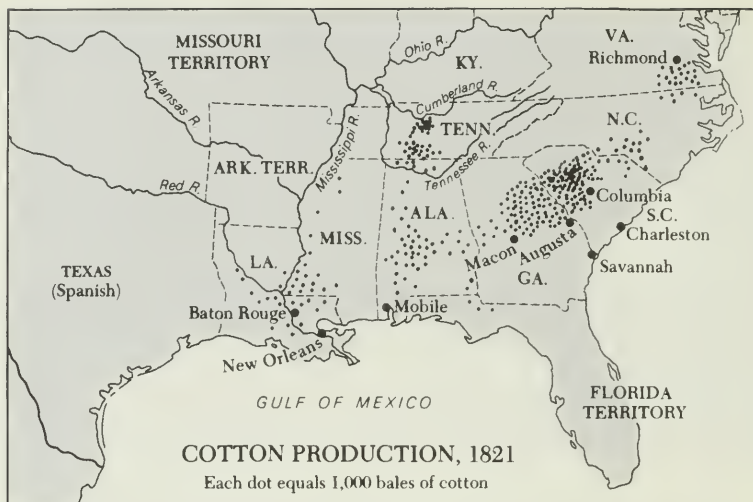 MISSOURI
TERRITORY
Arkansas R.
Red R.
ARK. TERR.
Mississippi R.
Ohio R.
KY.
Cumberland R.
TENN.
Tennessee R.
VA.
Richmond
N.C.
Columbia
S.C.
Charleston
Savannah
Augusta
Macon
GA.
ALA.
MISS.
LA.
TEXAS
(Spanish)
Baton Rouge
New Orleans
Mobile
GULF OF MEXICO
FLORIDA
TERRITORY
COTTON PRODUCTION, 1821
Each dot equals 1,000 bales of cotton